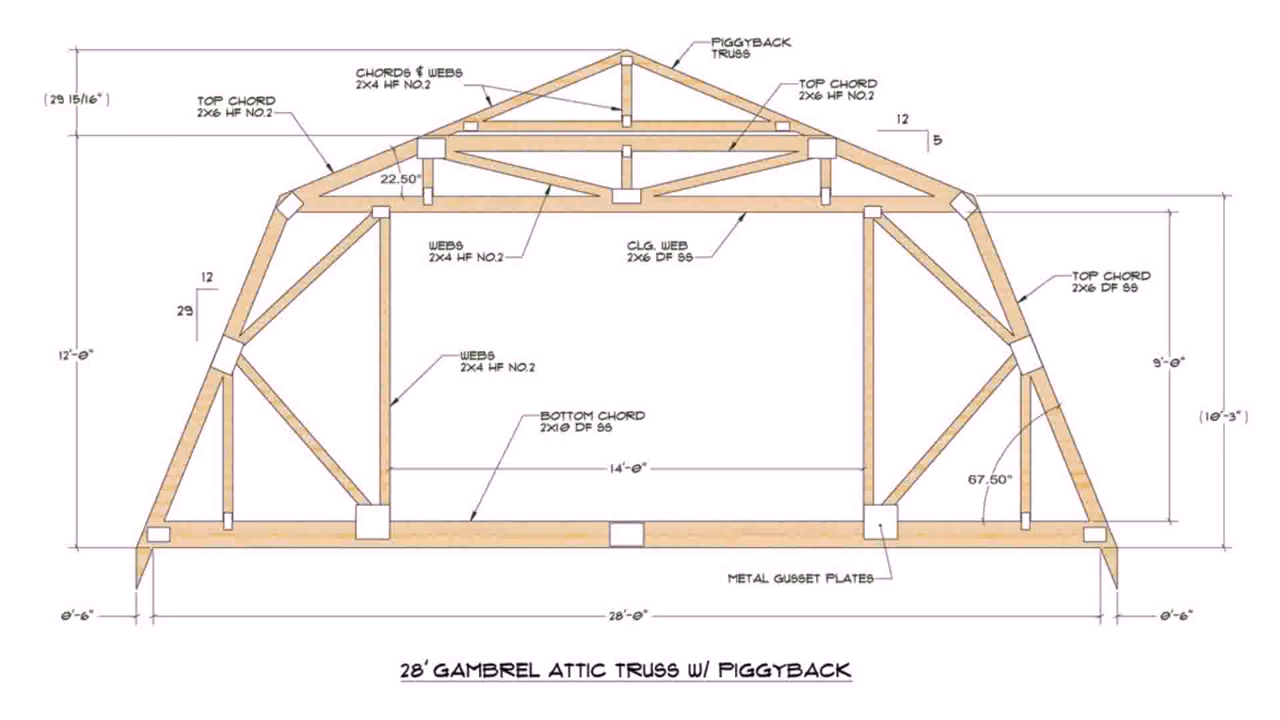 PIGGYBACK
TRUSS
CHORDS & WEBS
2X4 HF NO.2
TOP CHORD
2X6 HF NO.2
(29 15/16")
TOP CHORD
2X6 HF NO.2
12
5
22.50°
WEBS
2X4 HF NO.2
CLG. WEB
2X6 DF SS
12
29
TOP CHORD
2X6 DF SS
12'-0"
WEBS
2X4 HF NO.2
9'-0"
BOTTOM CHORD
2X10 DF SS
(10'-3")
14'-0"
67.50°
METAL GUSSET PLATES
0'-6"
28'-0"
0'-6"
28' GAMBREL ATTIC TRUSS W/ PIGGYBACK